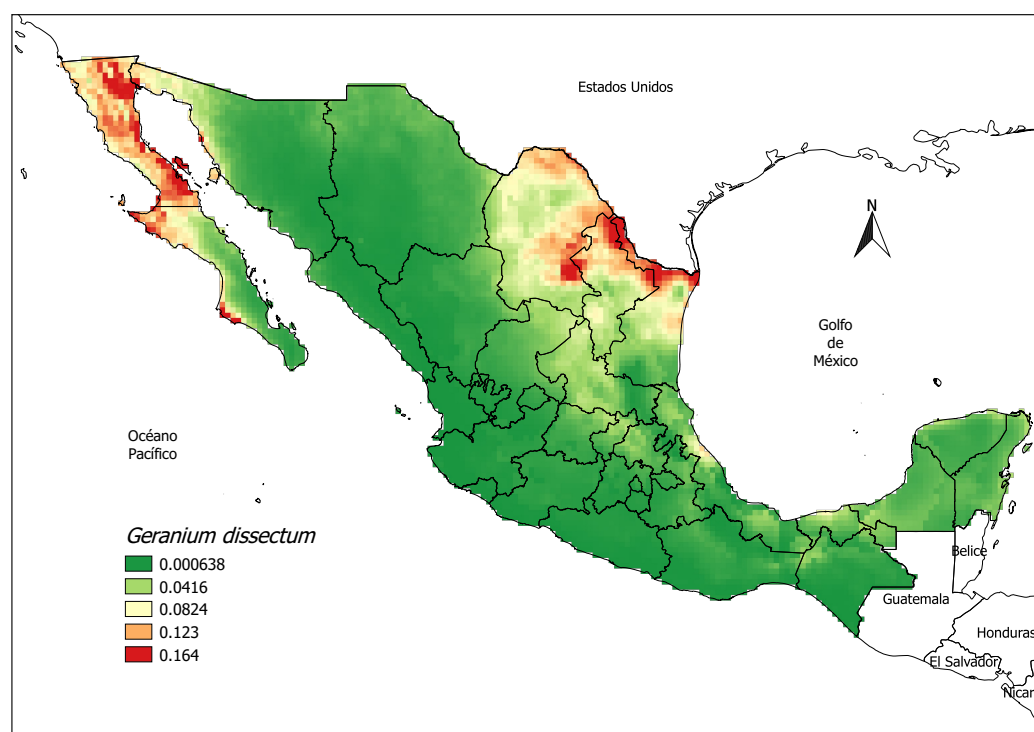 Estados Unidos
N
Golfo
de
México
Océano
Pacífico
Geranium dissectum
0.000638
0.0416
0.0824
0.123
0.164
Belice
Guatemala
Honduras
El Salvador
Nicar